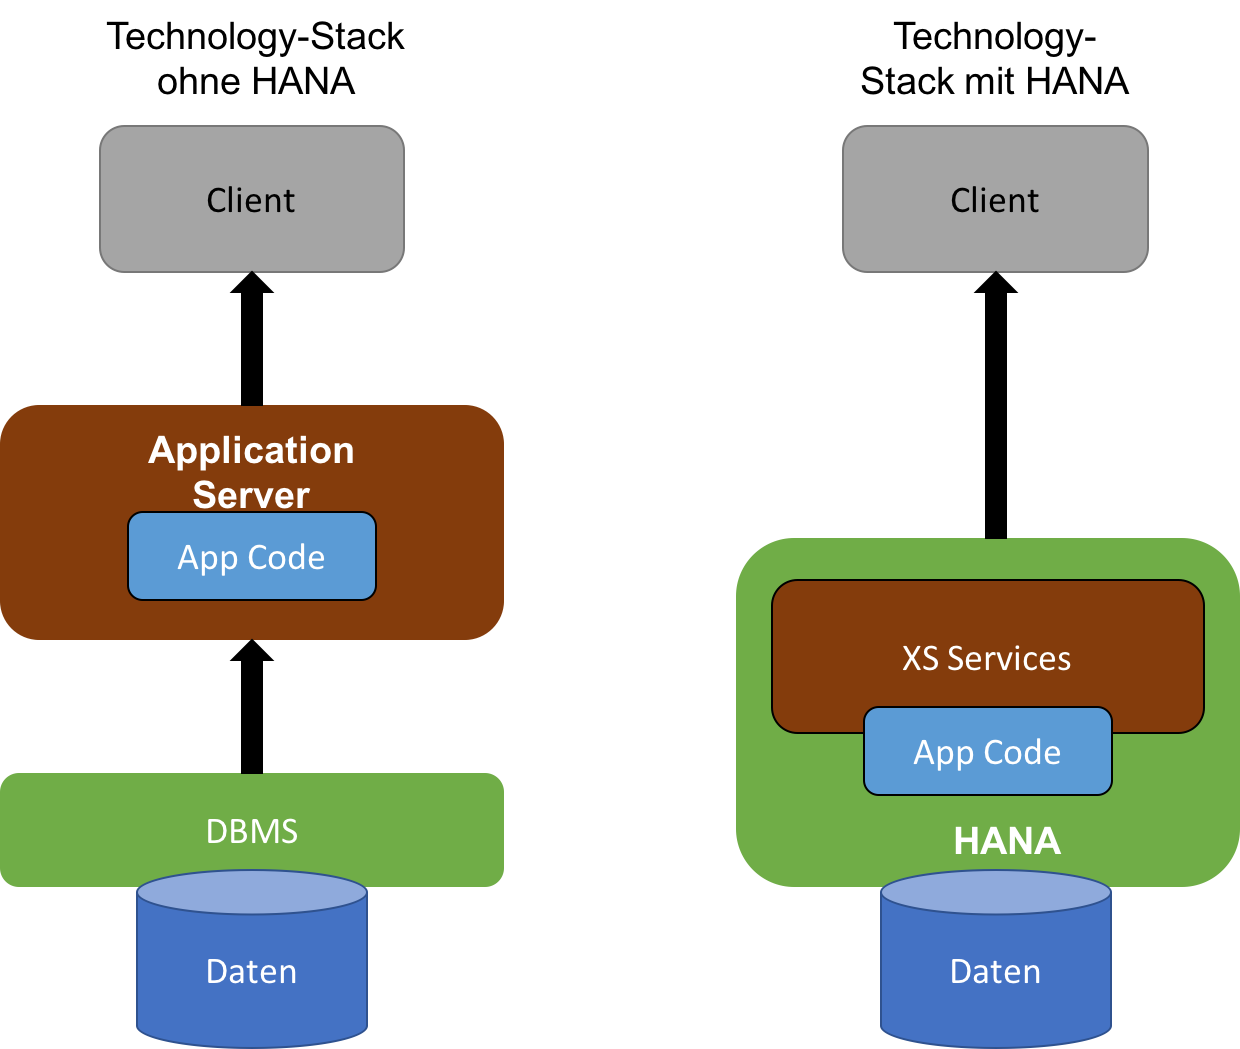 Technology-Stack
ohne HANA
Client
Application
Server
App Code
DBMS
Daten
Technology-
Stack mit HANA
Client
XS Services
App Code
HANA
Daten